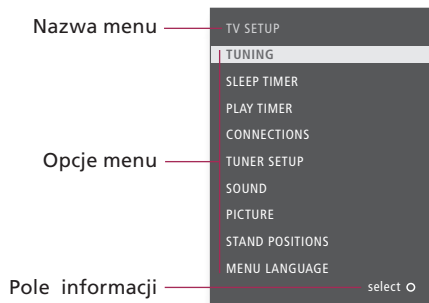 Nazwa menu
TV SETUP
TUNING
SLEEP TIMER
PLAY TIMER
CONNECTIONS
Opcje menu
TUNER SETUP
SOUND
PICTURE
STAND POSITIONS
MENU LANGUAGE
Pole informacji
select